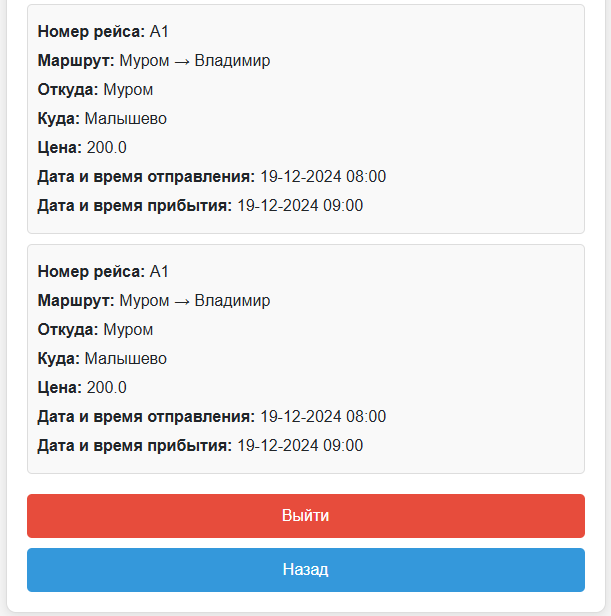 Номер рейса: A1
Маршрут: Муром → Владимир
Откуда: Муром
Куда: Малышево
Цена: 200.0
Дата и время отправления: 19-12-2024 08:00
Дата и время прибытия: 19-12-2024 09:00
Номер рейса: A1
Маршрут: Муром → Владимир
Откуда: Муром
Куда: Малышево
Цена: 200.0
Дата и время отправления: 19-12-2024 08:00
Дата и время прибытия: 19-12-2024 09:00
Выйти
Назад